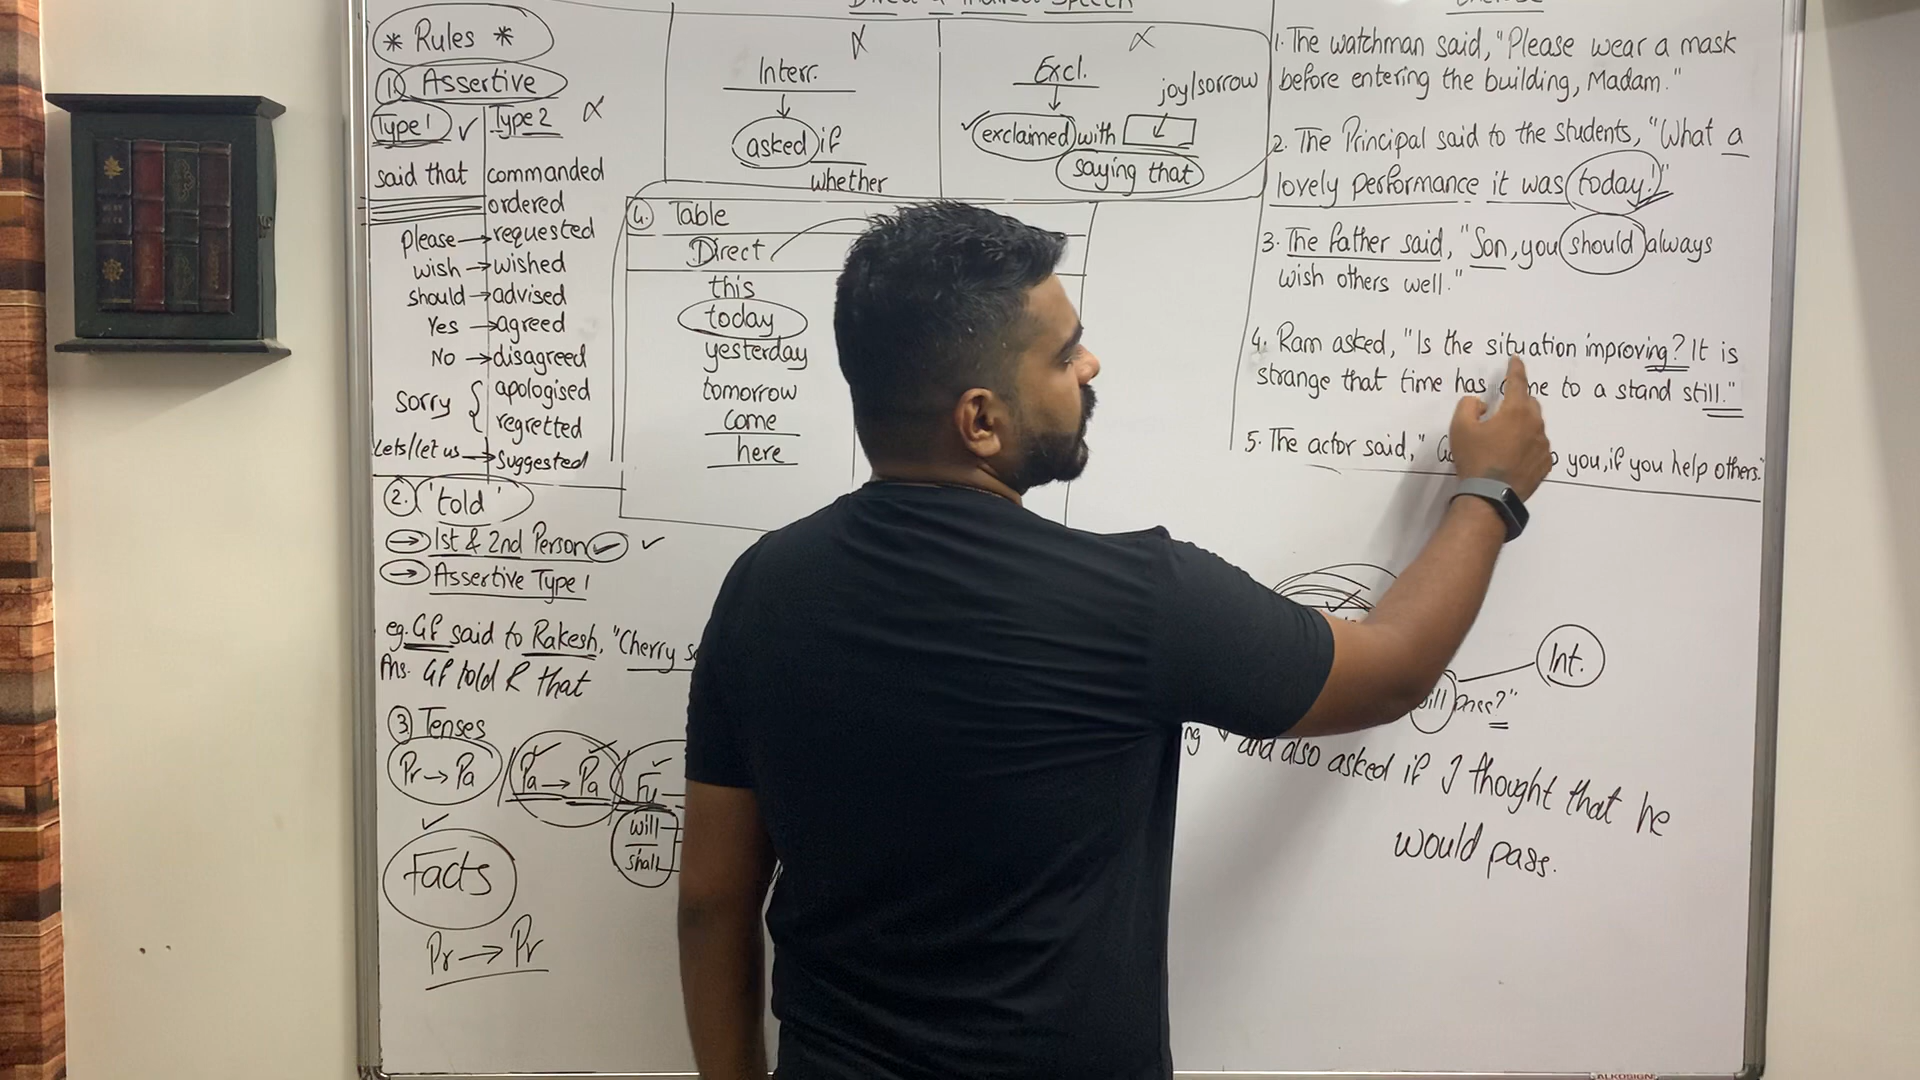 Direct & Indirect Speech
Exercise
* Rules *
1. Assertive
Type 1
Type 2
said that
commanded
ordered
please → requested
wish → wished
should → advised
Yes → agreed
No → disagreed
Sorry { apologised
regretted
Lets/let us → Suggested
2. 'told'
→ 1st & 2nd Person
→ Assertive Type 1
eg. GF said to Rakesh, "Cherry
Ans. GF told R that
3 Tenses
Pr → Pa
Pa → Pa
Fu
will
shall
Facts
Pr → Pr
Interr.
asked if
whether
Excl.
joy/sorrow
exclaimed with
saying that
4. Table
Direct
this
today
yesterday
tomorrow
come
here
1. The watchman said, "Please wear a mask
before entering the building, Madam."
2. The Principal said to the students, "What a
lovely performance it was today!"
3. The father said, "Son, you should always
wish others well."
4. Ram asked, "Is the situation improving? It is
strange that time has to a stand still."
5. The actor said, " you, if you help others."
Int.
will pass?"
and also asked if I thought that he
would pass.
ALKOSIGN